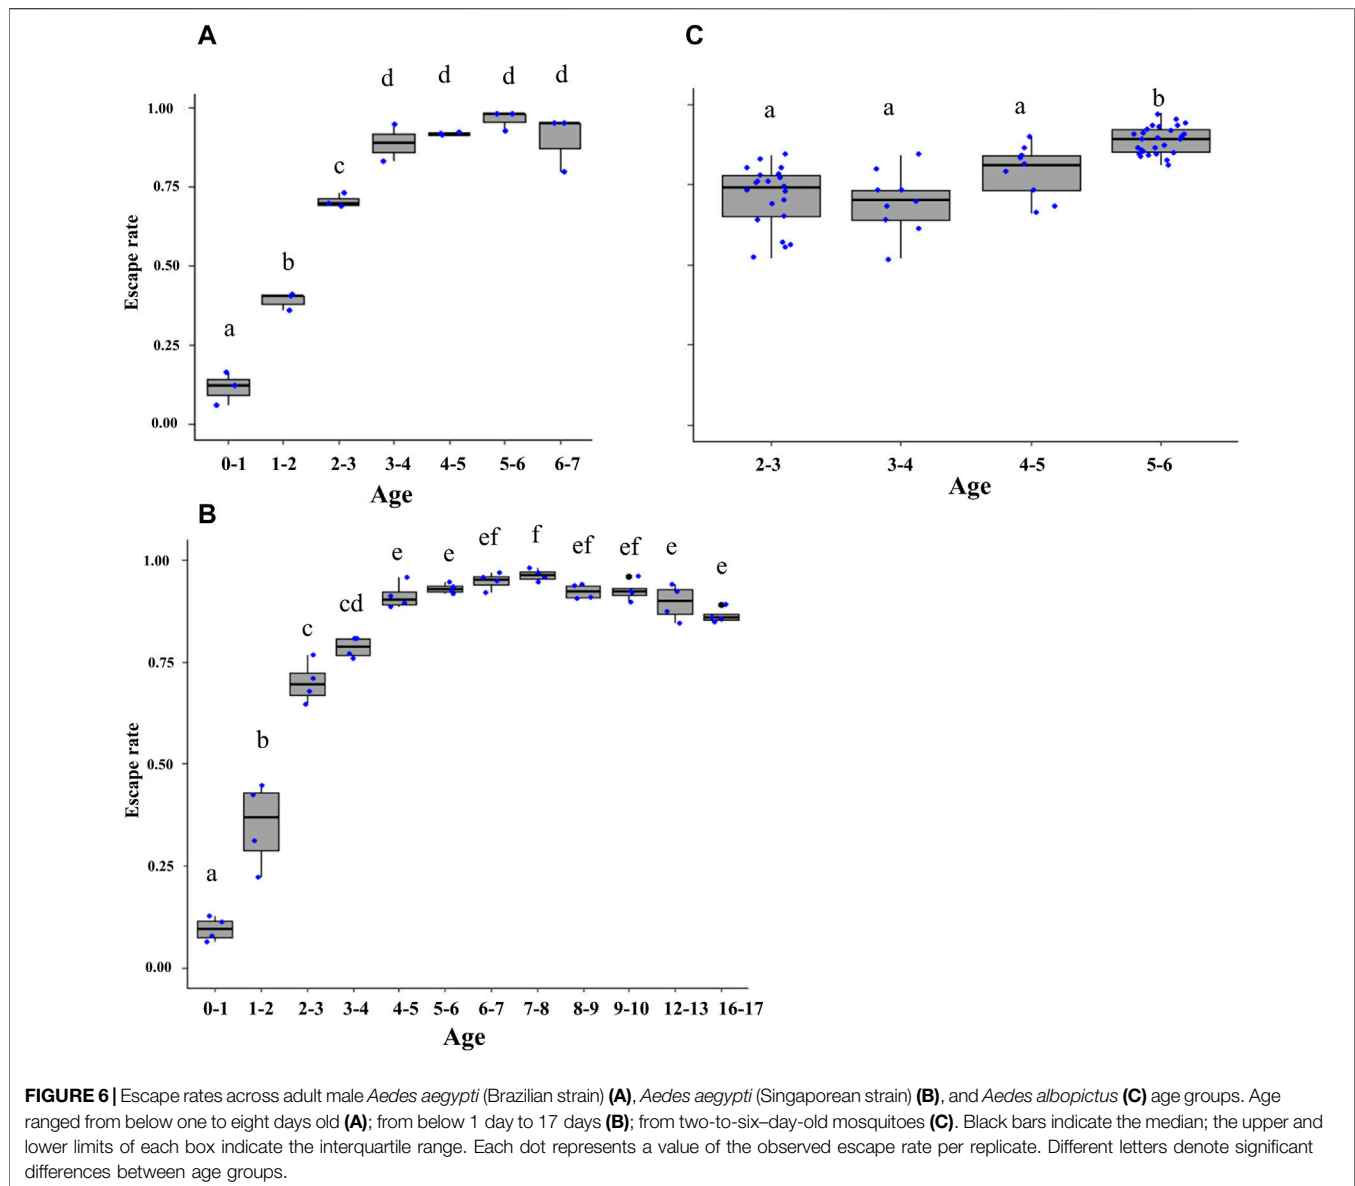 A
C
d d d d
1.00
c
0.75
b
0.50
a
0.25
0.00
Escape rate
0-1 1-2 2-3 3-4 4-5 5-6 6-7
Age
a a a b
2-3 3-4 4-5 5-6
Age
B
a b c cd e e ef f ef ef e e
1.00
0.75
0.50
0.25
0.00
Escape rate
0-1 1-2 2-3 3-4 4-5 5-6 6-7 7-8 8-9 9-10 12-13 16-17
Age
FIGURE 6 | Escape rates across adult male Aedes aegypti (Brazilian strain) (A), Aedes aegypti (Singaporean strain) (B), and Aedes albopictus (C) age groups. Age
ranged from below one to eight days old (A); from below 1 day to 17 days (B); from two-to-six–day-old mosquitoes (C). Black bars indicate the median; the upper and
lower limits of each box indicate the interquartile range. Each dot represents a value of the observed escape rate per replicate. Different letters denote significant
differences between age groups.